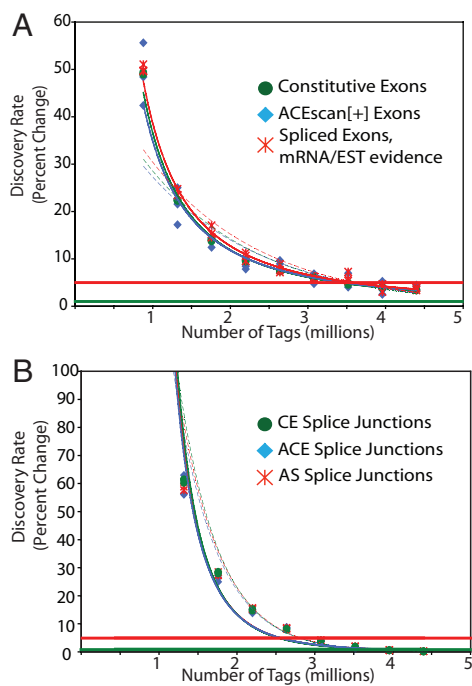 A
Discovery Rate
(Percent Change)
60
50
40
30
20
10
0
Constitutive Exons
ACEscan[+] Exons
Spliced Exons,
mRNA/EST evidence
1 2 3 4 5
Number of Tags (millions)
B
Discovery Rate
(Percent Change)
100
90
80
70
60
50
40
30
20
10
0
CE Splice Junctions
ACE Splice Junctions
AS Splice Junctions
1 2 3 4 5
Number of Tags (millions)